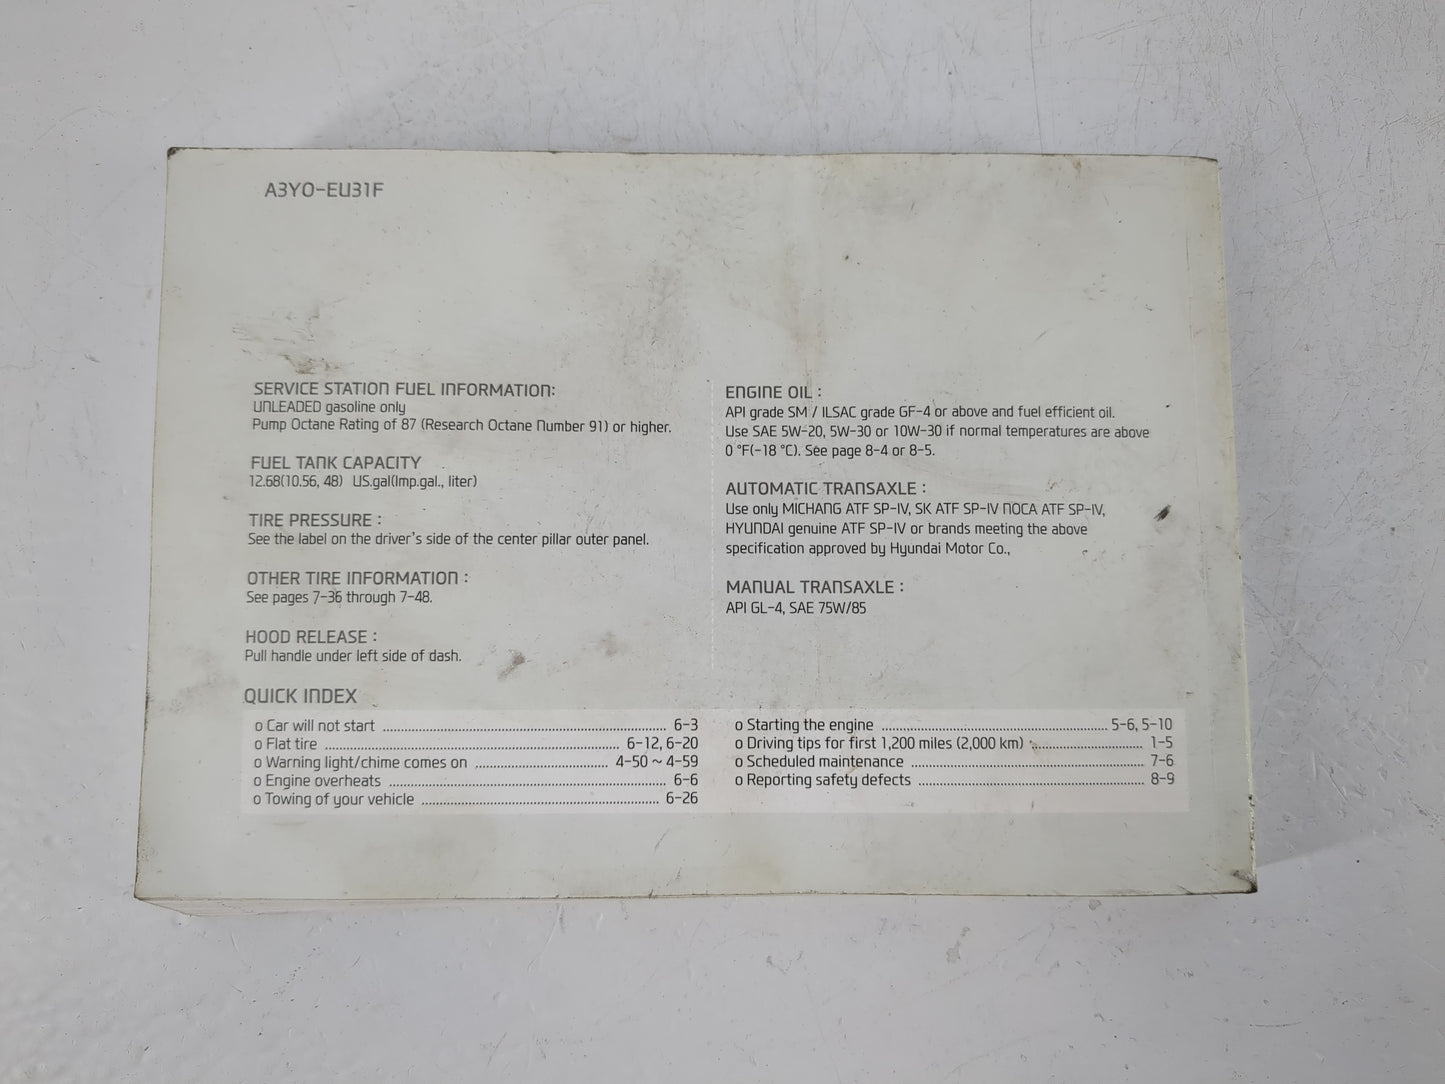 A3YO-EU31F
SERVICE STATION FUEL INFORMATION:
UNLEADED gasoline only
Pump Octane Rating of 87 (Research Octane Number 91) or higher.
FUEL TANK CAPACITY
12.68(10.56, 48) US.gal(Imp.gal., liter)
TIRE PRESSURE :
See the label on the driver's side of the center pillar outer panel.
OTHER TIRE INFORMATION :
See pages 7-36 through 7-48.
HOOD RELEASE :
Pull handle under left side of dash.
ENGINE OIL :
API grade SM / ILSAC grade GF-4 or above and fuel efficient oil.
Use SAE 5W-20, 5W-30 or 10W-30 if normal temperatures are above
0 °F(-18 °C). See page 8-4 or 8-5.
AUTOMATIC TRANSAXLE :
Use only MICHANG ATF SP-IV, SK ATF SP-IV NOCA ATF SP-IV,
HYUNDAI genuine ATF SP-IV or brands meeting the above
specification approved by Hyundai Motor Co.,
MANUAL TRANSAXLE :
API GL-4, SAE 75W/85
QUICK INDEX
o Car will not start ........ 6-3
o Flat tire ........ 6-12, 6-20
o Warning light/chime comes on ........ 4-50 ~ 4-59
o Engine overheats ........ 6-6
o Towing of your vehicle ........ 6-26
o Starting the engine ........ 5-6, 5-10
o Driving tips for first 1,200 miles (2,000 km) ........ 1-5
o Scheduled maintenance ........ 7-6
o Reporting safety defects ........ 8-9